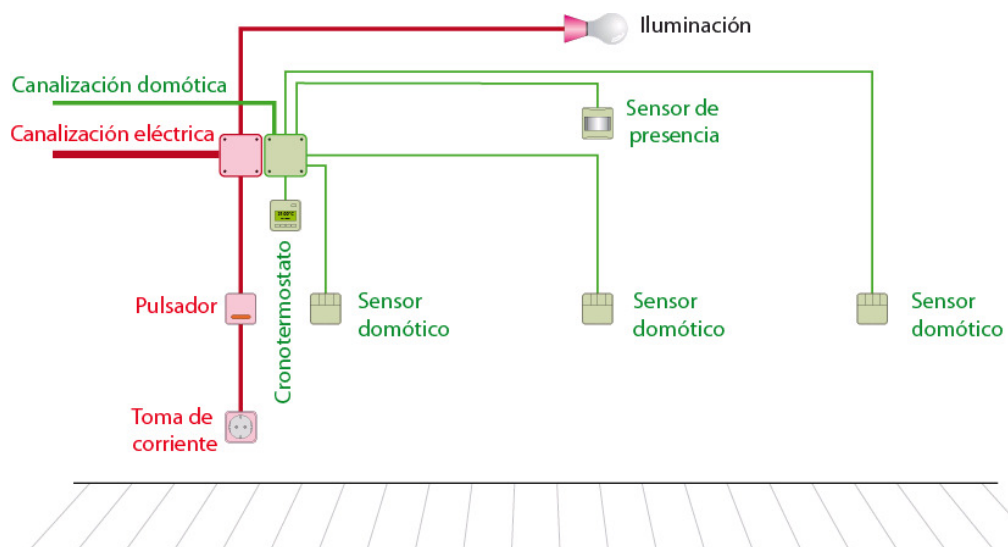 Iluminación
Canalización domótica
Canalización eléctrica
Sensor de
presencia
Cronotermostato
Pulsador
Sensor
domótico
Sensor
domótico
Sensor
domótico
Toma de
corriente